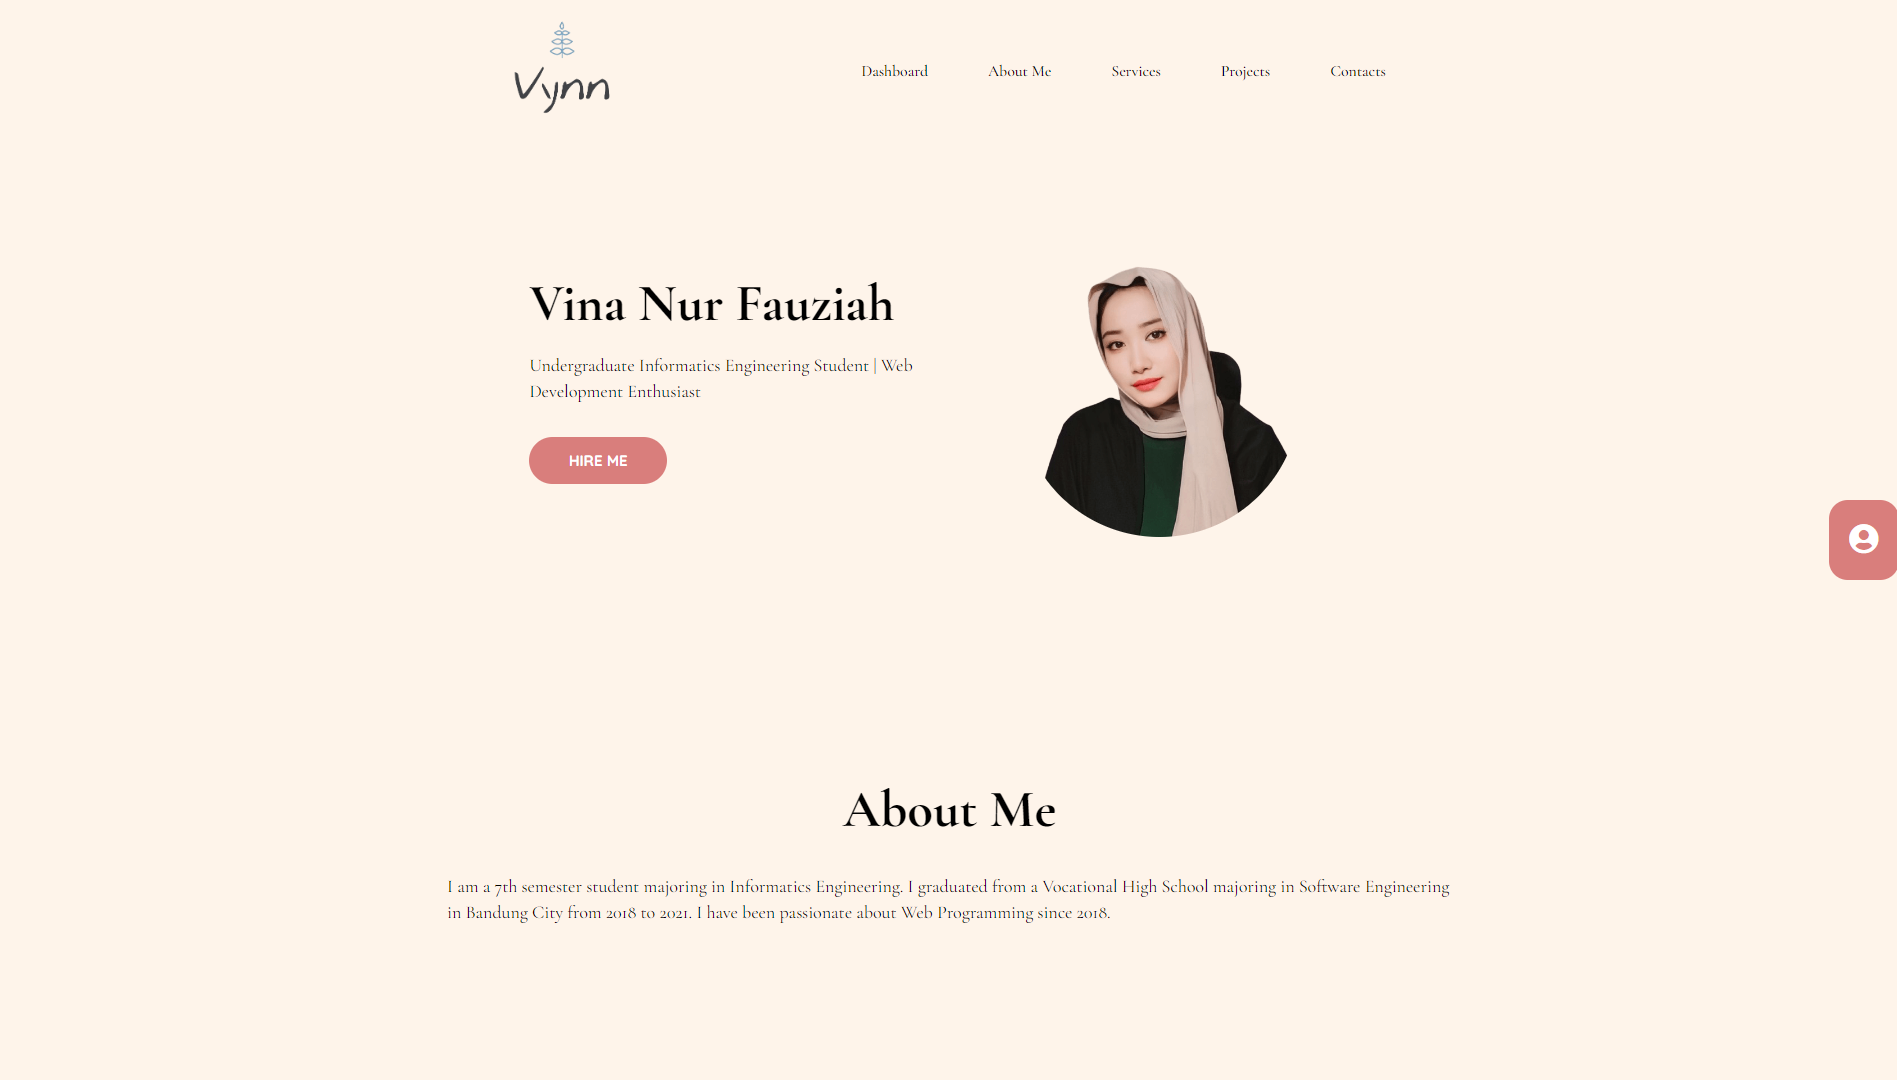 Vynn
Dashboard
About Me
Services
Projects
Contacts
Vina Nur Fauziah
Undergraduate Informatics Engineering Student | Web
Development Enthusiast
HIRE ME
About Me
I am a 7th semester student majoring in Informatics Engineering. I graduated from a Vocational High School majoring in Software Engineering
in Bandung City from 2018 to 2021. I have been passionate about Web Programming since 2018.